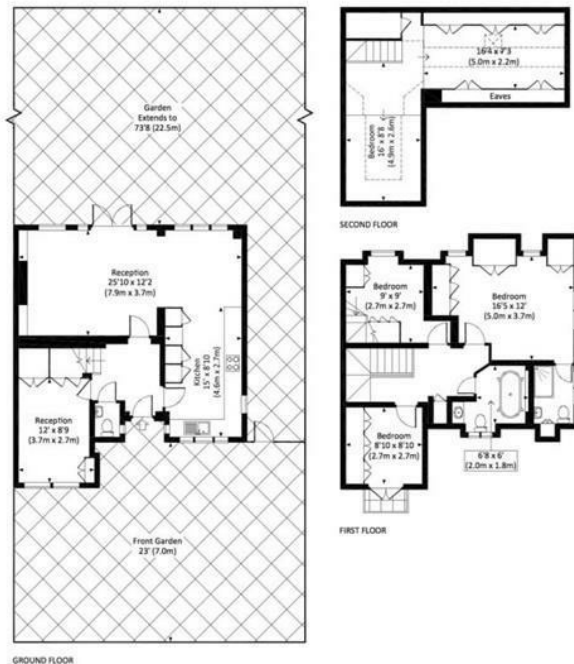 Garden
Extends to
73'8 (22.5m)
Reception
25'10 x 12'2
(7.9m x 3.7m)
Kitchen
15' x 8'10
(4.6m x 2.7m)
Reception
12' x 8'9
(3.7m x 2.7m)
Front Garden
23' (7.0m)
GROUND FLOOR
16'4 x 7'3
(5.0m x 2.2m)
Eaves
Bedroom
16' x 8'8
(4.9m x 2.6m)
SECOND FLOOR
Bedroom
9' x 9'
(2.7m x 2.7m)
Bedroom
16'5 x 12'
(5.0m x 3.7m)
Bedroom
8'10 x 8'10
(2.7m x 2.7m)
6'8 x 6'
(2.0m x 1.8m)
FIRST FLOOR